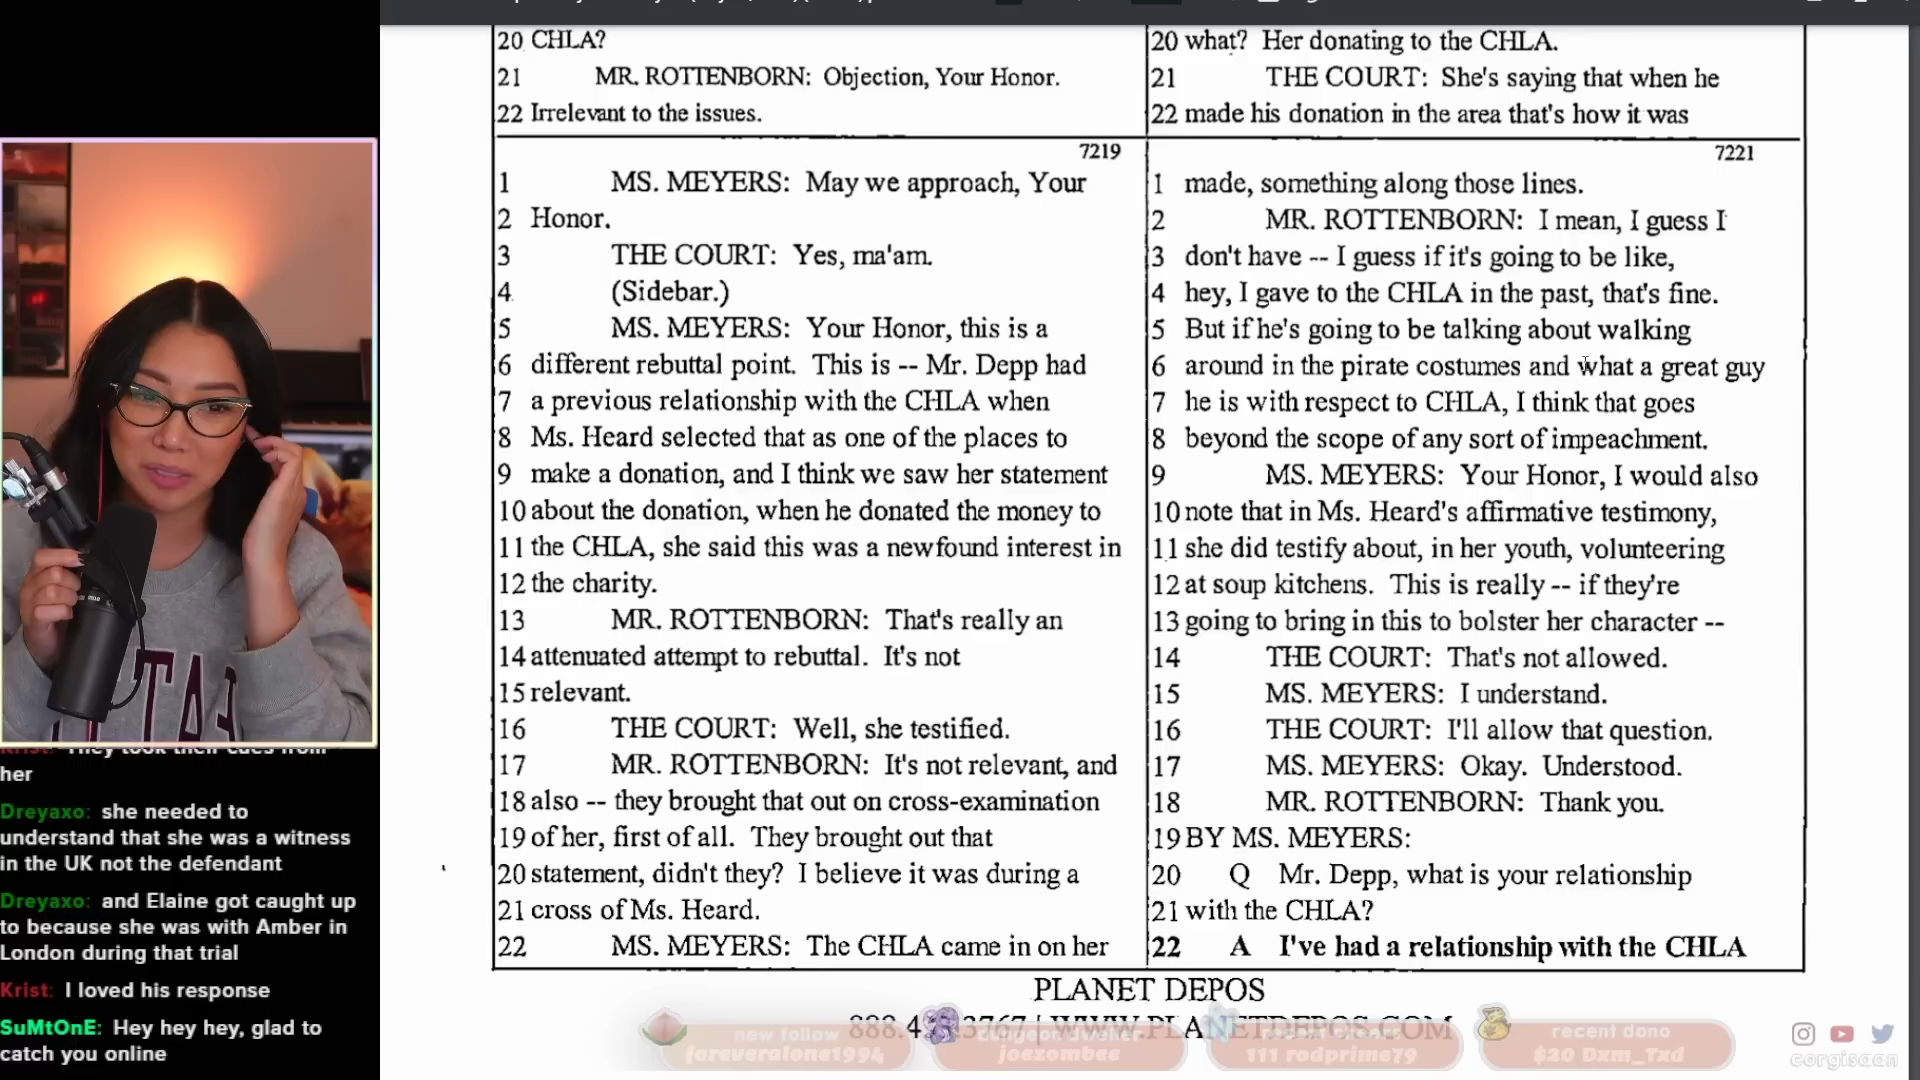 20 CHLA?
21 MR. ROTTENBORN: Objection, Your Honor.
22 Irrelevant to the issues.
7219
1 MS. MEYERS: May we approach, Your
2 Honor.
3 THE COURT: Yes, ma'am.
4 (Sidebar.)
5 MS. MEYERS: Your Honor, this is a
6 different rebuttal point. This is -- Mr. Depp had
7 a previous relationship with the CHLA when
8 Ms. Heard selected that as one of the places to
9 make a donation, and I think we saw her statement
10 about the donation, when he donated the money to
11 the CHLA, she said this was a newfound interest in
12 the charity.
13 MR. ROTTENBORN: That's really an
14 attenuated attempt to rebuttal. It's not
15 relevant.
16 THE COURT: Well, she testified.
17 MR. ROTTENBORN: It's not relevant, and
18 also -- they brought that out on cross-examination
19 of her, first of all. They brought out that
20 statement, didn't they? I believe it was during a
21 cross of Ms. Heard.
22 MS. MEYERS: The CHLA came in on her
20 what? Her donating to the CHLA.
21 THE COURT: She's saying that when he
22 made his donation in the area that's how it was
7221
1 made, something along those lines.
2 MR. ROTTENBORN: I mean, I guess I
3 don't have -- I guess if it's going to be like,
4 hey, I gave to the CHLA in the past, that's fine.
5 But if he's going to be talking about walking
6 around in the pirate costumes and what a great guy
7 he is with respect to CHLA, I think that goes
8 beyond the scope of any sort of impeachment.
9 MS. MEYERS: Your Honor, I would also
10 note that in Ms. Heard's affirmative testimony,
11 she did testify about, in her youth, volunteering
12 at soup kitchens. This is really -- if they're
13 going to bring in this to bolster her character --
14 THE COURT: That's not allowed.
15 MS. MEYERS: I understand.
16 THE COURT: I'll allow that question.
17 MS. MEYERS: Okay. Understood.
18 MR. ROTTENBORN: Thank you.
19 BY MS. MEYERS:
20 Q Mr. Depp, what is your relationship
21 with the CHLA?
22 A I've had a relationship with the CHLA
PLANET DEPOS
WWW.PLANETDEPOS.COM
Krist: They took their cues from
her
Dreyaxo: she needed to
understand that she was a witness
in the UK not the defendant
Dreyaxo: and Elaine got caught up
to because she was with Amber in
London during that trial
Krist: I loved his response
SuMtOnE: Hey hey hey, glad to
catch you online
new follow
foreveralone1994
joezombee
111 rodprime79
recent dono
$20 Dxm_Txd
corgisaan